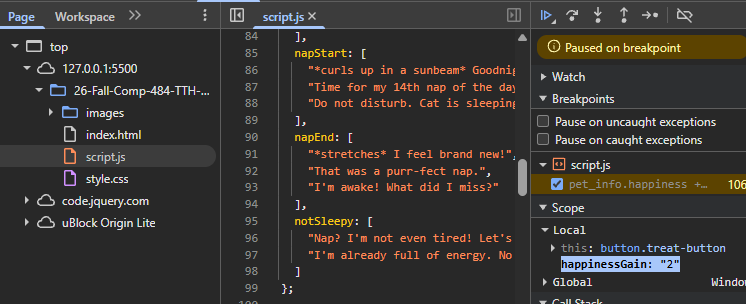 Page
Workspace
top
127.0.0.1:5500
26-Fall-Comp-484-TTH-...
images
index.html
script.js
style.css
code.jquery.com
uBlock Origin Lite
script.js
84 ],
85 napStart: [
86 "*curls up in a sunbeam* Goodnig
87 "Time for my 14th nap of the day
88 "Do not disturb. Cat is sleeping
89 ],
90 napEnd: [
91 "*stretches* I feel brand new!",
92 "That was a purr-fect nap.",
93 "I'm awake! What did I miss?"
94 ],
95 notSleepy: [
96 "Nap? I'm not even tired! Let's
97 "I'm already full of energy. No
98 ]
99 };
Paused on breakpoint
Watch
Breakpoints
Pause on uncaught exceptions
Pause on caught exceptions
script.js
pet_info.happiness +… 106
Scope
Local
this: button.treat-button
happinessGain: "2"
Global Window